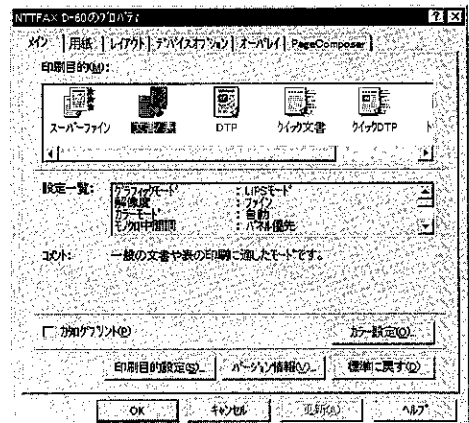 NTTFAX D-60のプロパティ
メイン 用紙 レイアウト デバイスオプション オーバレイ PageComposer
印刷目的(M):
スーパーファイン DTP クイック文書 クイックDTP
設定一覧:
グラフィックモード : LIPSモード
解像度 : ファイン
カラーモード : 自動
モノクロ中間調 : パネル優先
コメント: 一般の文書や表の印刷に適したモードです。
カタログプリント(P)
カラー設定(O)...
印刷目的設定(S)... バージョン情報(V)... 標準に戻す(D)
OK キャンセル 更新(A) ヘルプ